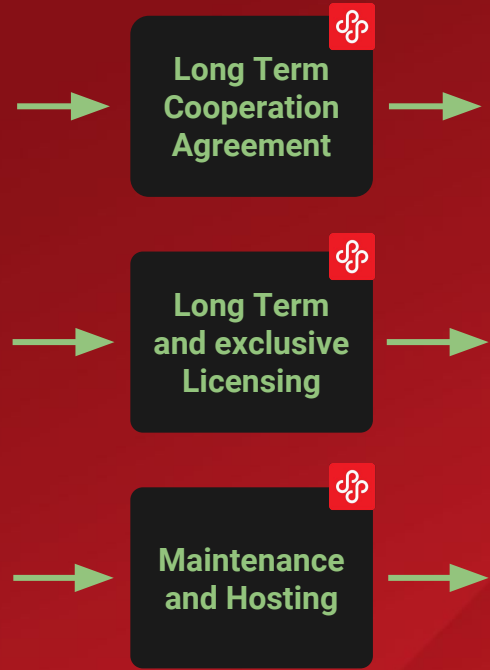 Long Term
Cooperation
Agreement
Long Term
and exclusive
Licensing
Maintenance
and Hosting